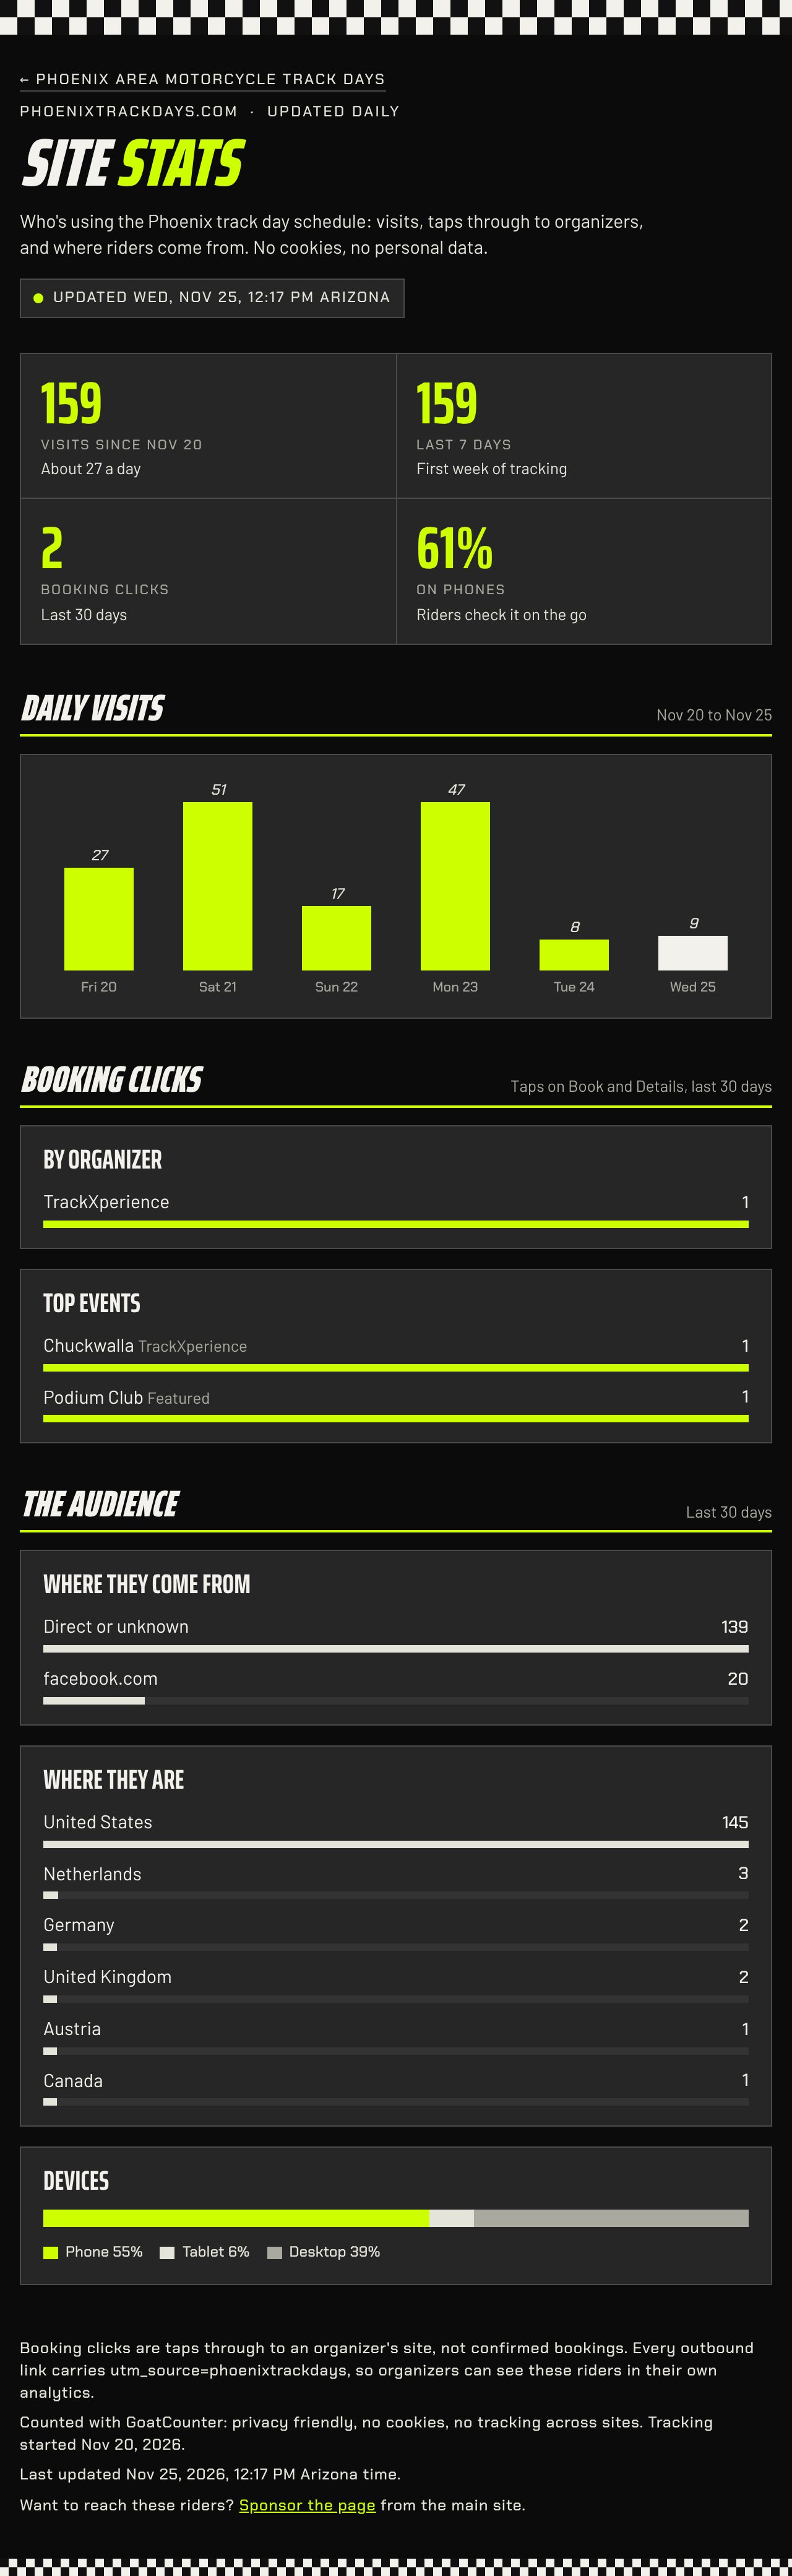 ← PHOENIX AREA MOTORCYCLE TRACK DAYS
PHOENIXTRACKDAYS.COM · UPDATED DAILY
SITE STATS
Who's using the Phoenix track day schedule: visits, taps through to organizers,
and where riders come from. No cookies, no personal data.
UPDATED WED, NOV 25, 12:17 PM ARIZONA
159
VISITS SINCE NOV 20
About 27 a day
159
LAST 7 DAYS
First week of tracking
2
BOOKING CLICKS
Last 30 days
61%
ON PHONES
Riders check it on the go
DAILY VISITS
Nov 20 to Nov 25
27
51
17
47
8
9
Fri 20
Sat 21
Sun 22
Mon 23
Tue 24
Wed 25
BOOKING CLICKS
Taps on Book and Details, last 30 days
BY ORGANIZER
TrackXperience 1
TOP EVENTS
Chuckwalla TrackXperience 1
Podium Club Featured 1
THE AUDIENCE
Last 30 days
WHERE THEY COME FROM
Direct or unknown 139
facebook.com 20
WHERE THEY ARE
United States 145
Netherlands 3
Germany 2
United Kingdom 2
Austria 1
Canada 1
DEVICES
Phone 55% Tablet 6% Desktop 39%
Booking clicks are taps through to an organizer's site, not confirmed bookings. Every outbound
link carries utm_source=phoenixtrackdays, so organizers can see these riders in their own
analytics.
Counted with GoatCounter: privacy friendly, no cookies, no tracking across sites. Tracking
started Nov 20, 2026.
Last updated Nov 25, 2026, 12:17 PM Arizona time.
Want to reach these riders? Sponsor the page from the main site.